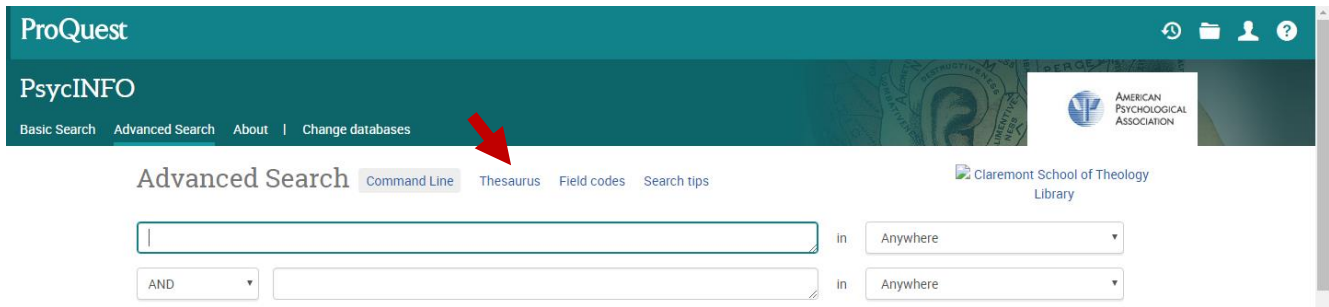 ProQuest
PsycINFO
AMERICAN
PSYCHOLOGICAL
ASSOCIATION
Basic Search Advanced Search About | Change databases
Advanced Search Command Line Thesaurus Field codes Search tips
Claremont School of Theology
Library
in Anywhere
AND in Anywhere